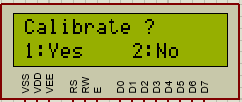 Calibrate ?
1:Yes 2:No
VSS VDD VEE RS RW E D0 D1 D2 D3 D4 D5 D6 D7